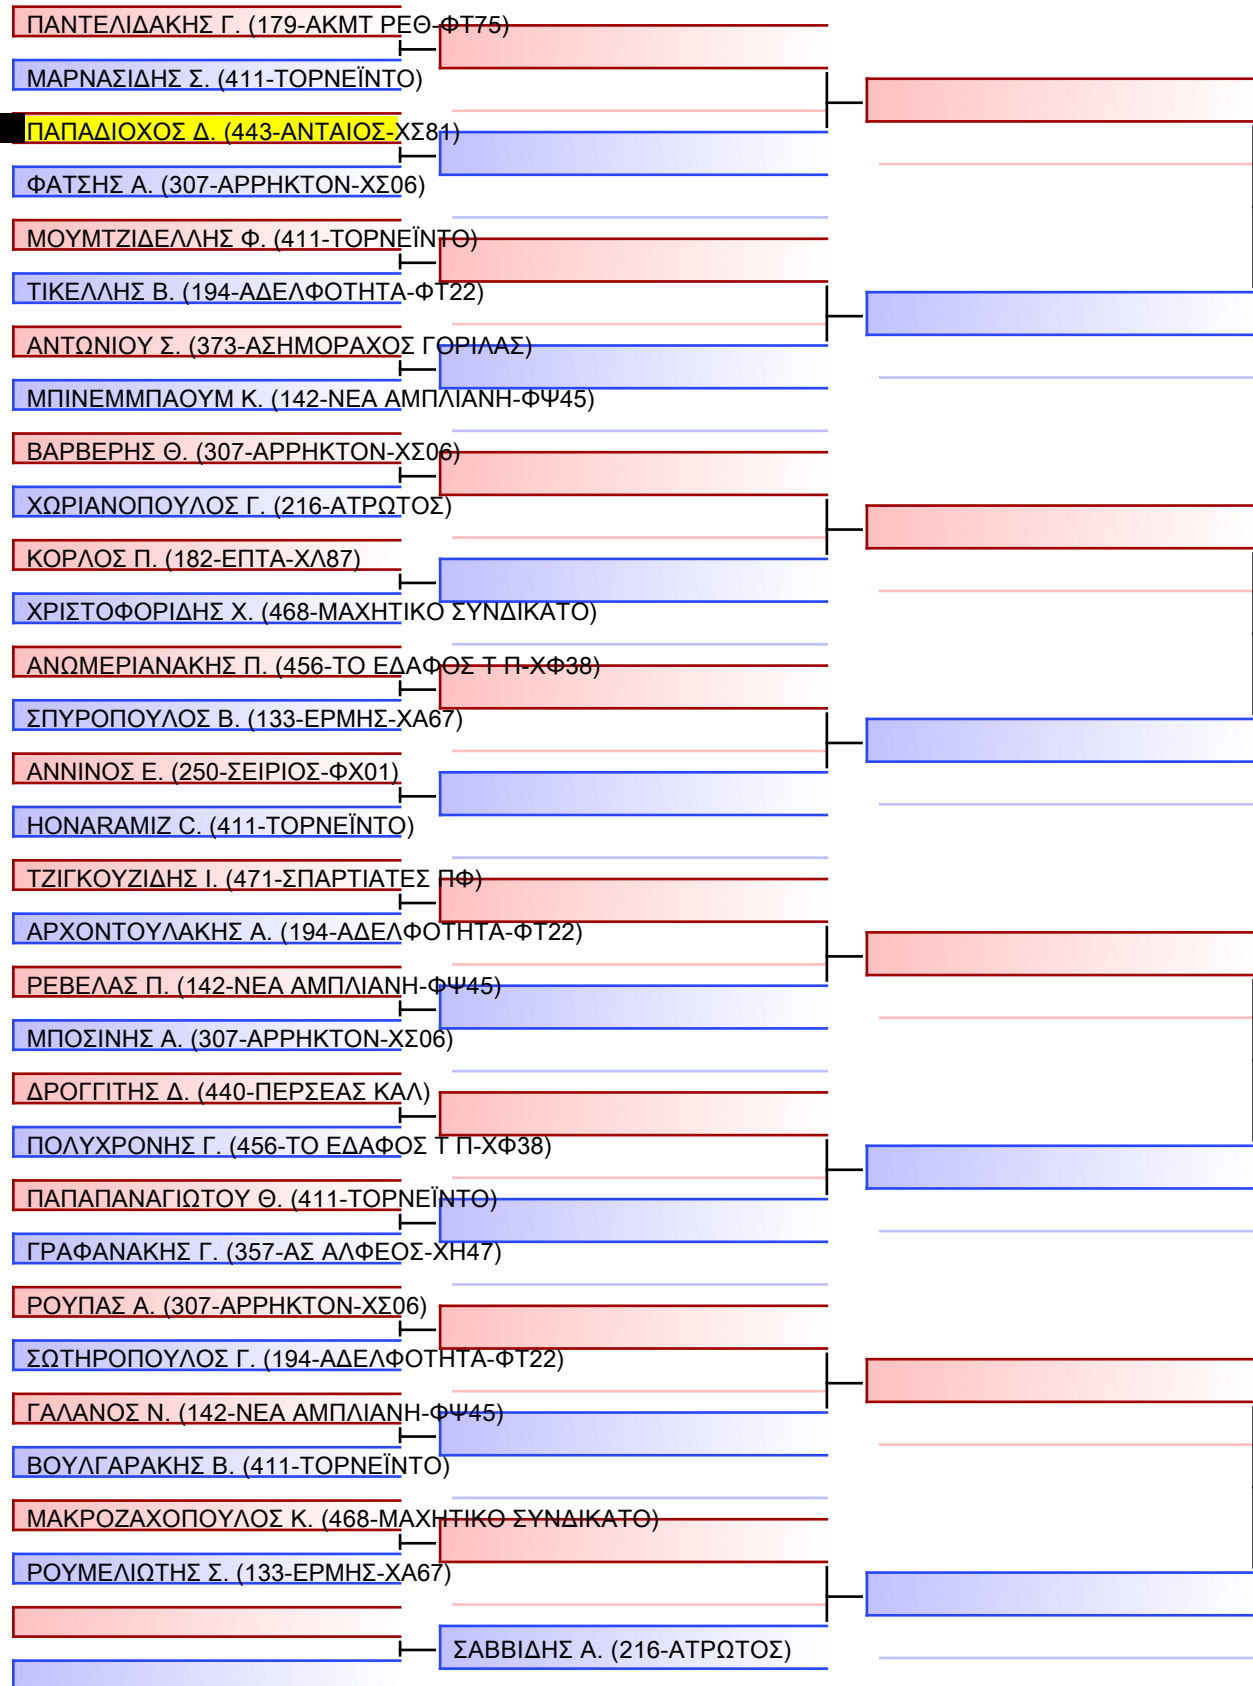 ΠΑΝΤΕΛΙΔΑΚΗΣ Γ. (179-ΑΚΜΤ ΡΕΘ-ΦΤ75)
ΜΑΡΝΑΣΙΔΗΣ Σ. (411-ΤΟΡΝΕΪΝΤΟ)
ΠΑΠΑΔΙΟΧΟΣ Δ. (443-ΑΝΤΑΙΟΣ-ΧΣ81)
ΦΑΤΣΗΣ Α. (307-ΑΡΡΗΚΤΟΝ-ΧΣ06)
ΜΟΥΜΤΖΙΔΕΛΛΗΣ Φ. (411-ΤΟΡΝΕΪΝΤΟ)
ΤΙΚΕΛΛΗΣ Β. (194-ΑΔΕΛΦΟΤΗΤΑ-ΦΤ22)
ΑΝΤΩΝΙΟΥ Σ. (373-ΑΣΗΜΟΡΑΧΟΣ ΓΟΡΙΛΑΣ)
ΜΠΙΝΕΜΜΠΑΟΥΜ Κ. (142-ΝΕΑ ΑΜΠΛΙΑΝΗ-ΦΨ45)
ΒΑΡΒΕΡΗΣ Θ. (307-ΑΡΡΗΚΤΟΝ-ΧΣ06)
ΧΩΡΙΑΝΟΠΟΥΛΟΣ Γ. (216-ΑΤΡΩΤΟΣ)
ΚΟΡΛΟΣ Π. (182-ΕΠΤΑ-ΧΛ87)
ΧΡΙΣΤΟΦΟΡΙΔΗΣ Χ. (468-ΜΑΧΗΤΙΚΟ ΣΥΝΔΙΚΑΤΟ)
ΑΝΩΜΕΡΙΑΝΑΚΗΣ Π. (456-ΤΟ ΕΔΑΦΟΣ Τ Π-ΧΦ38)
ΣΠΥΡΟΠΟΥΛΟΣ Β. (133-ΕΡΜΗΣ-ΧΑ67)
ΑΝΝΙΝΟΣ Ε. (250-ΣΕΙΡΙΟΣ-ΦΧ01)
HONARAMIZ C. (411-ΤΟΡΝΕΪΝΤΟ)
ΤΖΙΓΚΟΥΖΙΔΗΣ Ι. (471-ΣΠΑΡΤΙΑΤΕΣ ΠΦ)
ΑΡΧΟΝΤΟΥΛΑΚΗΣ Α. (194-ΑΔΕΛΦΟΤΗΤΑ-ΦΤ22)
ΡΕΒΕΛΑΣ Π. (142-ΝΕΑ ΑΜΠΛΙΑΝΗ-ΦΨ45)
ΜΠΟΣΙΝΗΣ Α. (307-ΑΡΡΗΚΤΟΝ-ΧΣ06)
ΔΡΟΓΓΙΤΗΣ Δ. (440-ΠΕΡΣΕΑΣ ΚΑΛ)
ΠΟΛΥΧΡΟΝΗΣ Γ. (456-ΤΟ ΕΔΑΦΟΣ Τ Π-ΧΦ38)
ΠΑΠΑΠΑΝΑΓΙΩΤΟΥ Θ. (411-ΤΟΡΝΕΪΝΤΟ)
ΓΡΑΦΑΝΑΚΗΣ Γ. (357-ΑΣ ΑΛΦΕΟΣ-ΧΗ47)
ΡΟΥΠΑΣ Α. (307-ΑΡΡΗΚΤΟΝ-ΧΣ06)
ΣΩΤΗΡΟΠΟΥΛΟΣ Γ. (194-ΑΔΕΛΦΟΤΗΤΑ-ΦΤ22)
ΓΑΛΑΝΟΣ Ν. (142-ΝΕΑ ΑΜΠΛΙΑΝΗ-ΦΨ45)
ΒΟΥΛΓΑΡΑΚΗΣ Β. (411-ΤΟΡΝΕΪΝΤΟ)
ΜΑΚΡΟΖΑΧΟΠΟΥΛΟΣ Κ. (468-ΜΑΧΗΤΙΚΟ ΣΥΝΔΙΚΑΤΟ)
ΡΟΥΜΕΛΙΩΤΗΣ Σ. (133-ΕΡΜΗΣ-ΧΑ67)
ΣΑΒΒΙΔΗΣ Α. (216-ΑΤΡΩΤΟΣ)